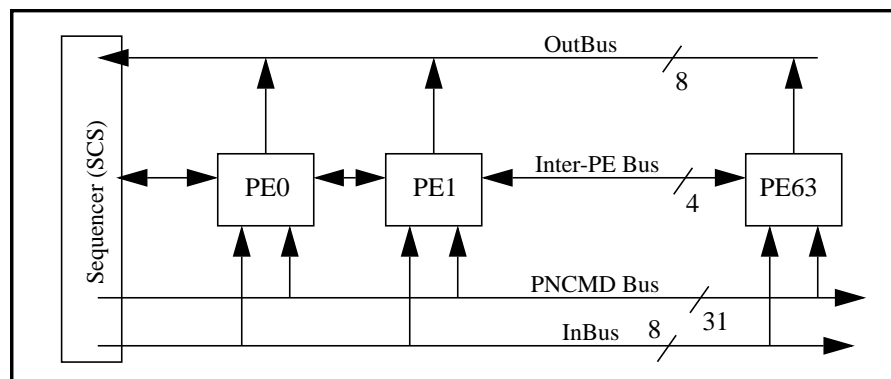 OutBus
8
Sequencer (SCS)
PE0
PE1
Inter-PE Bus
4
PE63
PNCMD Bus
31
InBus
8